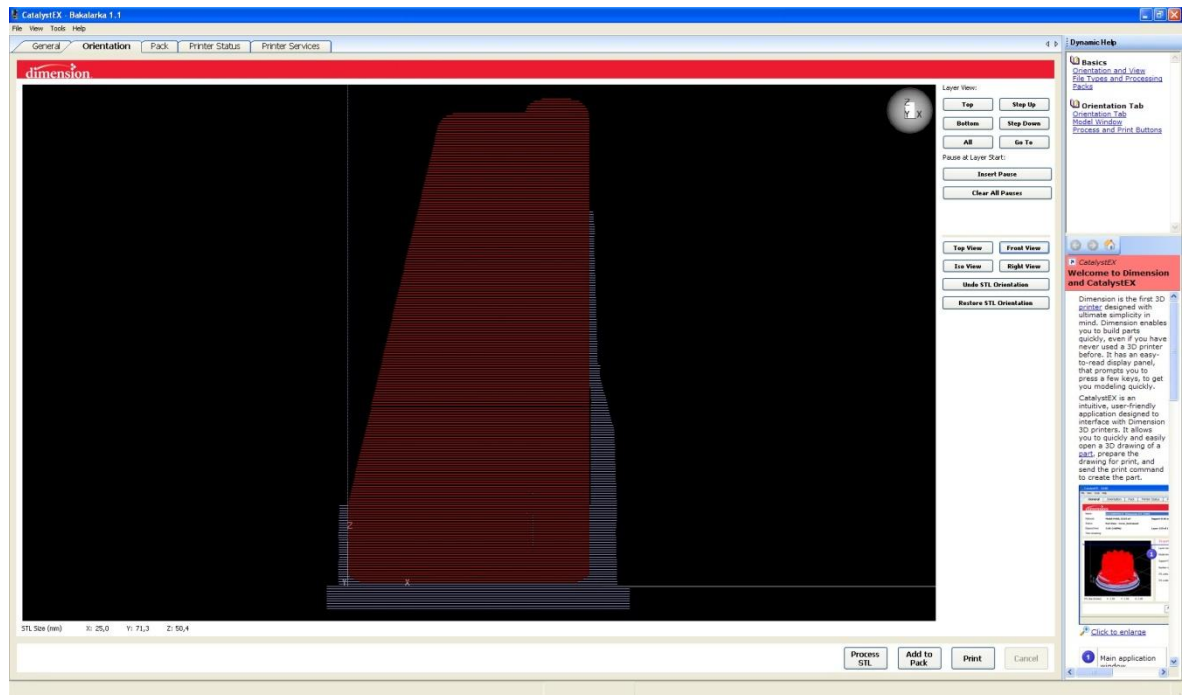 CatalystEX - Bakalarka 1.1
File View Tools Help
General Orientation Pack Printer Status Printer Services
dimension
Layer View:
Top Step Up
Bottom Step Down
All Go To
Pause at Layer Start:
Insert Pause
Clear All Pauses
Top View Front View
Iso View Right View
Undo STL Orientation
Restore STL Orientation
Z
Y X
Z
Y X
STL Size (mm) X: 25,0 Y: 71,3 Z: 50,4
Process STL
Add to Pack
Print
Cancel
Dynamic Help
Basics
Orientation and View
File Types and Processing
Packs
Orientation Tab
Orientation Tab
Model Window
Process and Print Buttons
CatalystEX
Welcome to Dimension
and CatalystEX
Dimension is the first 3D
printer designed with
ultimate simplicity in
mind. Dimension enables
you to build parts
quickly, even if you have
never used a 3D printer
before. It has an easy-
to-read display panel,
that prompts you to
press a few keys, to get
you modeling quickly.
CatalystEX is an
intuitive, user-friendly
application designed to
interface with Dimension
3D printers. It allows
you to quickly and easily
open a 3D drawing of a
part, prepare the
drawing for print, and
send the print command
to create the part.
Click to enlarge
1 Main application
window